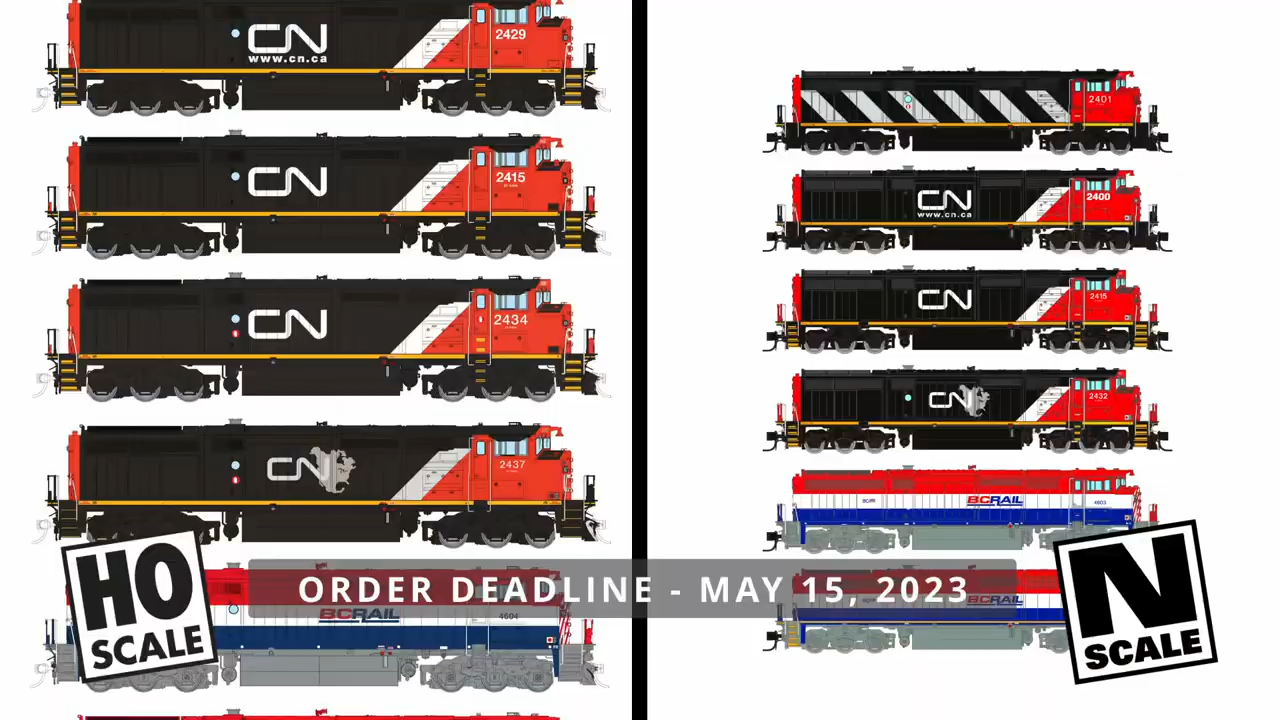 CN
www.cn.ca
2429
CN
2415
CN
2434
CN
2437
BCRAIL
4604
HO
SCALE
2401
CN
www.cn.ca
2400
CN
2415
CN
2432
BCRAIL
4603
BCRAIL
N
SCALE
ORDER DEADLINE - MAY 15, 2023